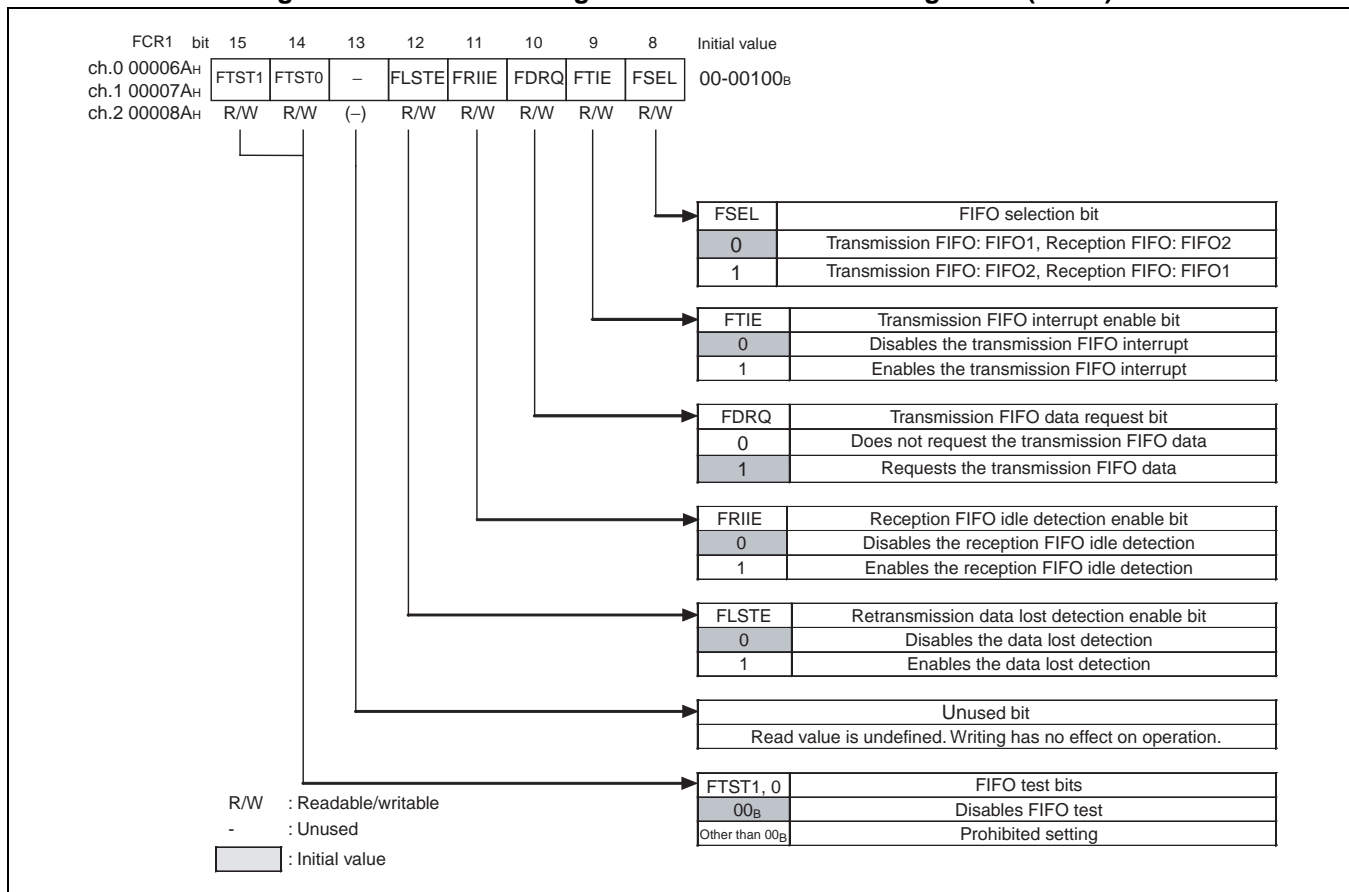 FCR1 bit 15 14 13 12 11 10 9 8 Initial value
ch.0 00006AH
ch.1 00007AH
ch.2 00008AH
FTST1 FTST0 – FLSTE FRIIE FDRQ FTIE FSEL 00-00100B
R/W R/W (–) R/W R/W R/W R/W R/W
FSEL FIFO selection bit
0 Transmission FIFO: FIFO1, Reception FIFO: FIFO2
1 Transmission FIFO: FIFO2, Reception FIFO: FIFO1
FTIE Transmission FIFO interrupt enable bit
0 Disables the transmission FIFO interrupt
1 Enables the transmission FIFO interrupt
FDRQ Transmission FIFO data request bit
0 Does not request the transmission FIFO data
1 Requests the transmission FIFO data
FRIIE Reception FIFO idle detection enable bit
0 Disables the reception FIFO idle detection
1 Enables the reception FIFO idle detection
FLSTE Retransmission data lost detection enable bit
0 Disables the data lost detection
1 Enables the data lost detection
Unused bit
Read value is undefined. Writing has no effect on operation.
FTST1, 0 FIFO test bits
00B Disables FIFO test
Other than 00B Prohibited setting
R/W : Readable/writable
- : Unused
: Initial value